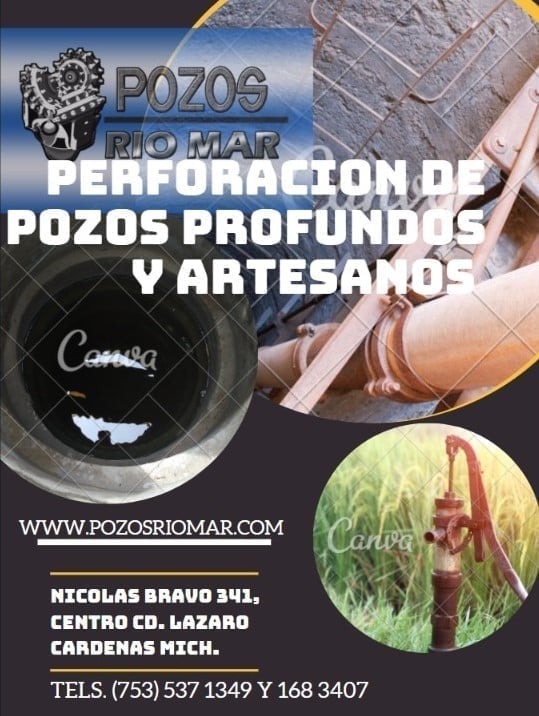 POZOS
RIO MAR
PERFORACION DE
POZOS PROFUNDOS
Y ARTESANOS
Canva
Canva
Canva
WWW.POZOSRIOMAR.COM
NICOLAS BRAVO 341,
CENTRO CD. LAZARO
CARDENAS MICH.
TELS. (753) 537 1349 Y 168 3407